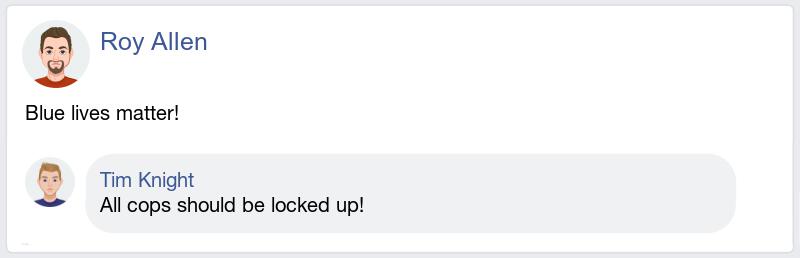 Roy Allen
Blue lives matter!
Tim Knight
All cops should be locked up!